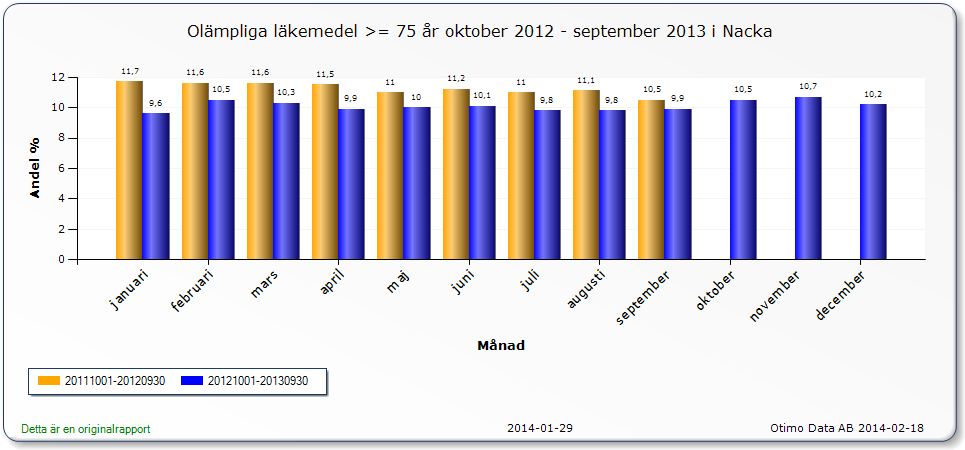 Olämpliga läkemedel >= 75 år oktober 2012 - september 2013 i Nacka
Andel %
12
10
8
6
4
2
0
11,7 9,6 11,6 10,5 11,6 10,3 11,5 9,9 11 10 11,2 10,1 11 9,8 11,1 9,8 10,5 9,9 10,5 10,7 10,2
januari februari mars april maj juni juli augusti september oktober november december
Månad
20111001-20120930 20121001-20130930
Detta är en originalrapport 2014-01-29 Otimo Data AB 2014-02-18